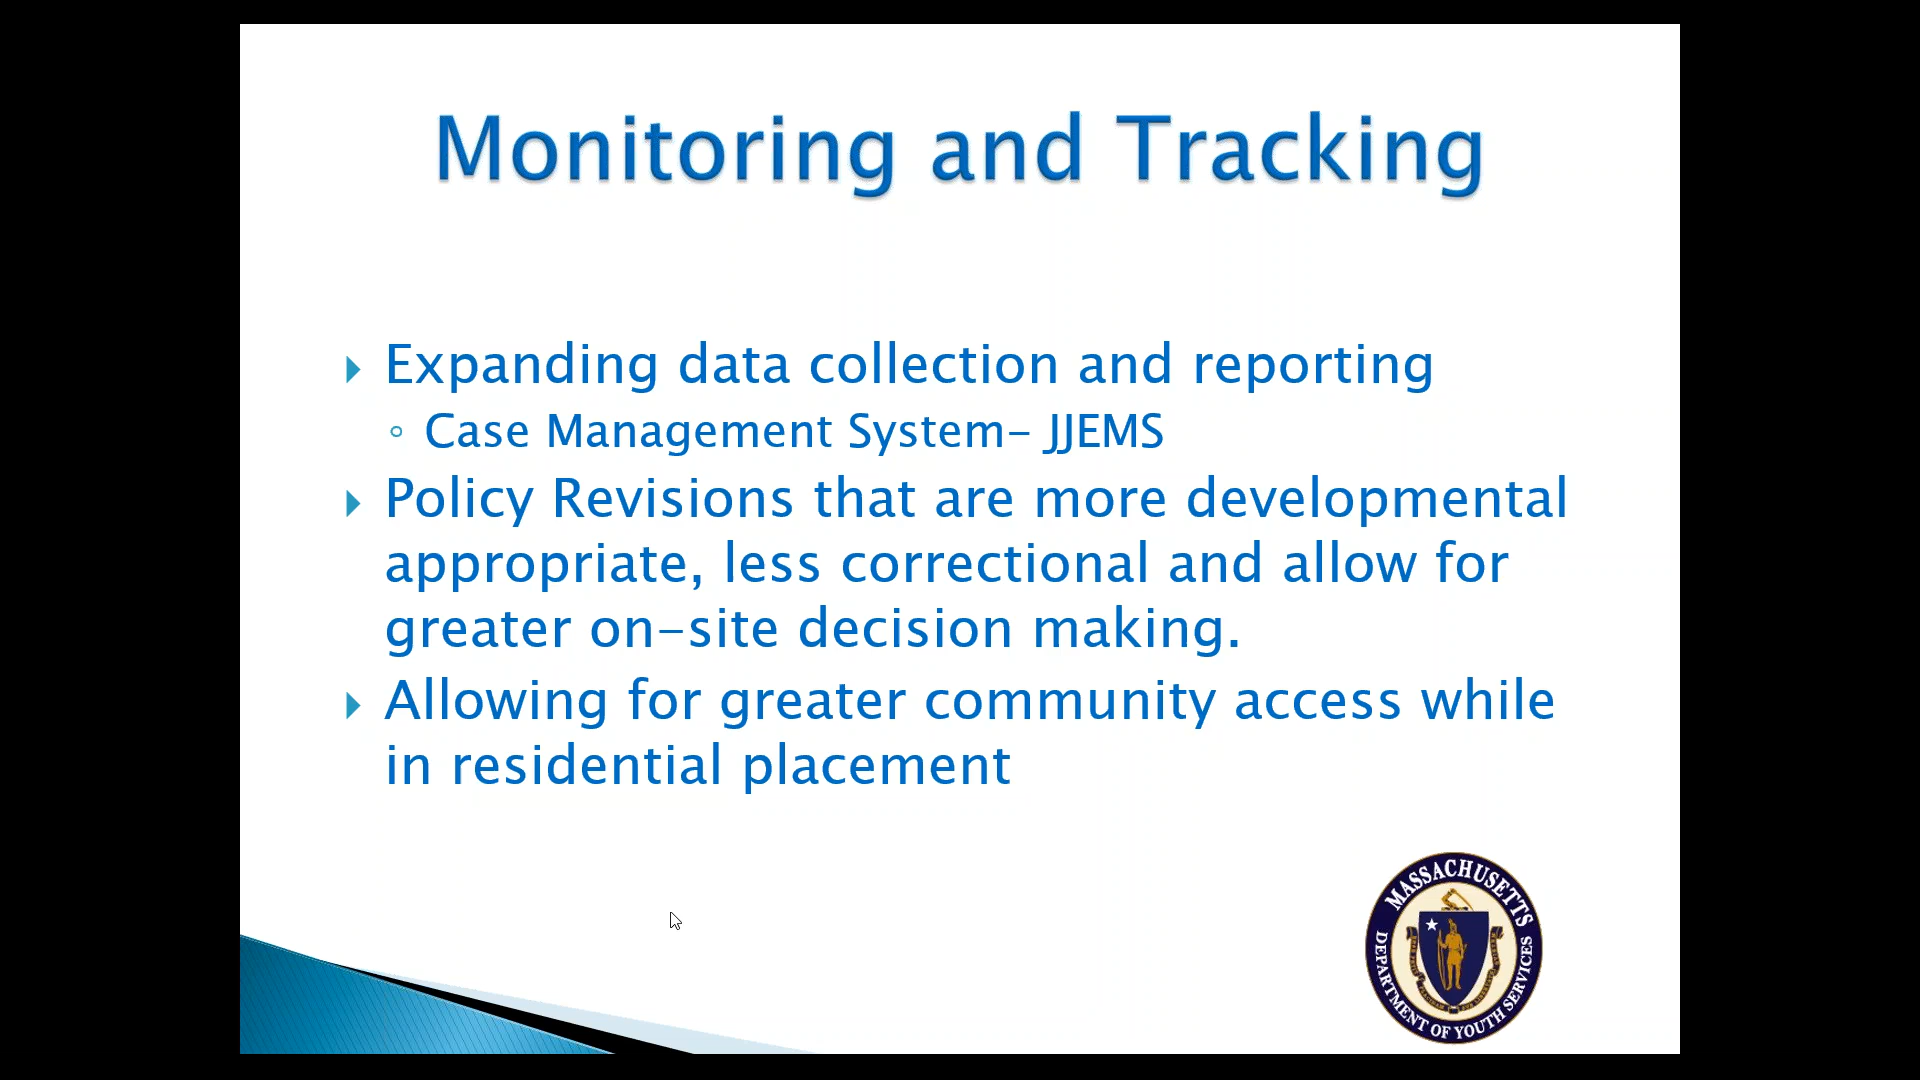 Monitoring and Tracking
Expanding data collection and reporting
Case Management System- JJEMS
Policy Revisions that are more developmental
appropriate, less correctional and allow for
greater on-site decision making.
Allowing for greater community access while
in residential placement
MASSACHUSETTS
DEPARTMENT OF YOUTH SERVICES